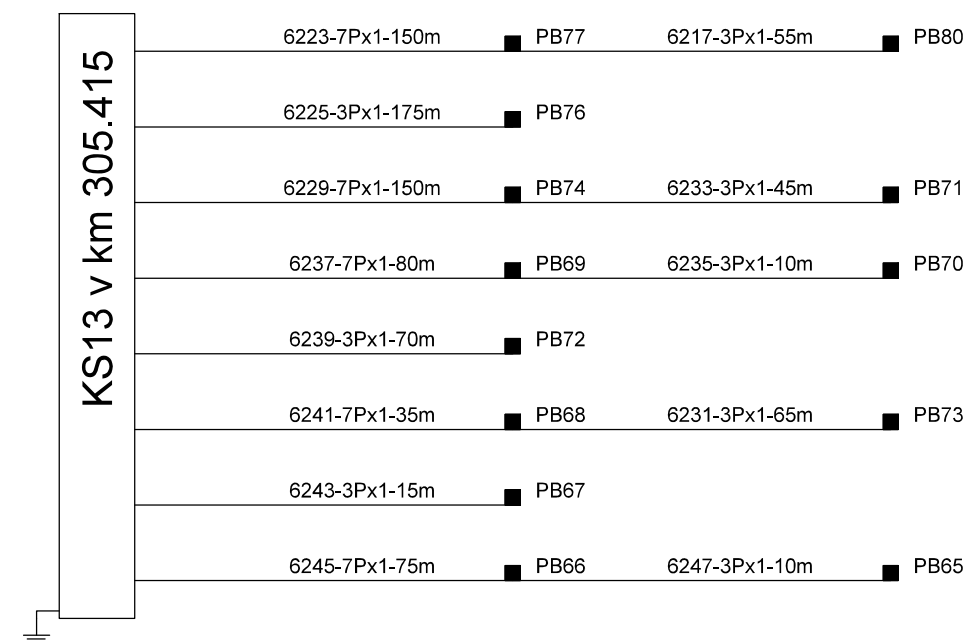 KS13 v km 305.415
6223-7Px1-150m PB77 6217-3Px1-55m PB80
6225-3Px1-175m PB76
6229-7Px1-150m PB74 6233-3Px1-45m PB71
6237-7Px1-80m PB69 6235-3Px1-10m PB70
6239-3Px1-70m PB72
6241-7Px1-35m PB68 6231-3Px1-65m PB73
6243-3Px1-15m PB67
6245-7Px1-75m PB66 6247-3Px1-10m PB65